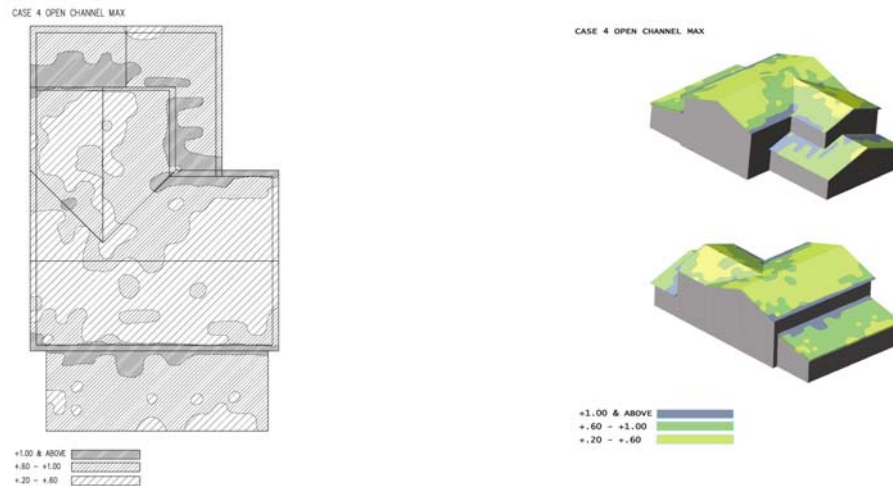 CASE 4 OPEN CHANNEL MAX
+1.00 & ABOVE
+.60 - +1.00
+.20 - +.60
CASE 4 OPEN CHANNEL MAX
+1.00 & ABOVE
+.60 - +1.00
+.20 - +.60